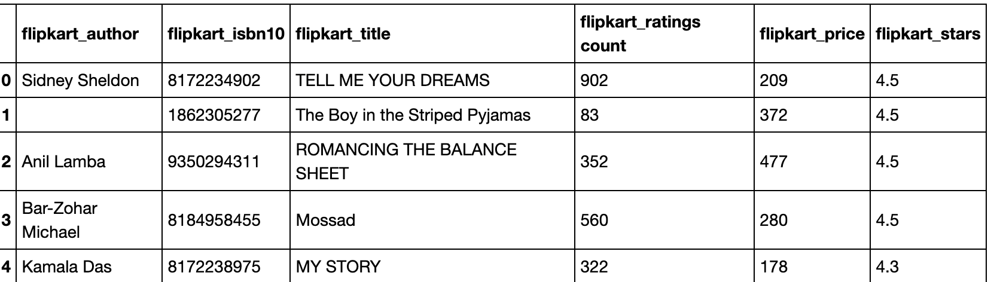 flipkart_author flipkart_isbn10 flipkart_title flipkart_ratings count flipkart_price flipkart_stars
0 Sidney Sheldon 8172234902 TELL ME YOUR DREAMS 902 209 4.5
1 1862305277 The Boy in the Striped Pyjamas 83 372 4.5
2 Anil Lamba 9350294311 ROMANCING THE BALANCE SHEET 352 477 4.5
3 Bar-Zohar Michael 8184958455 Mossad 560 280 4.5
4 Kamala Das 8172238975 MY STORY 322 178 4.3